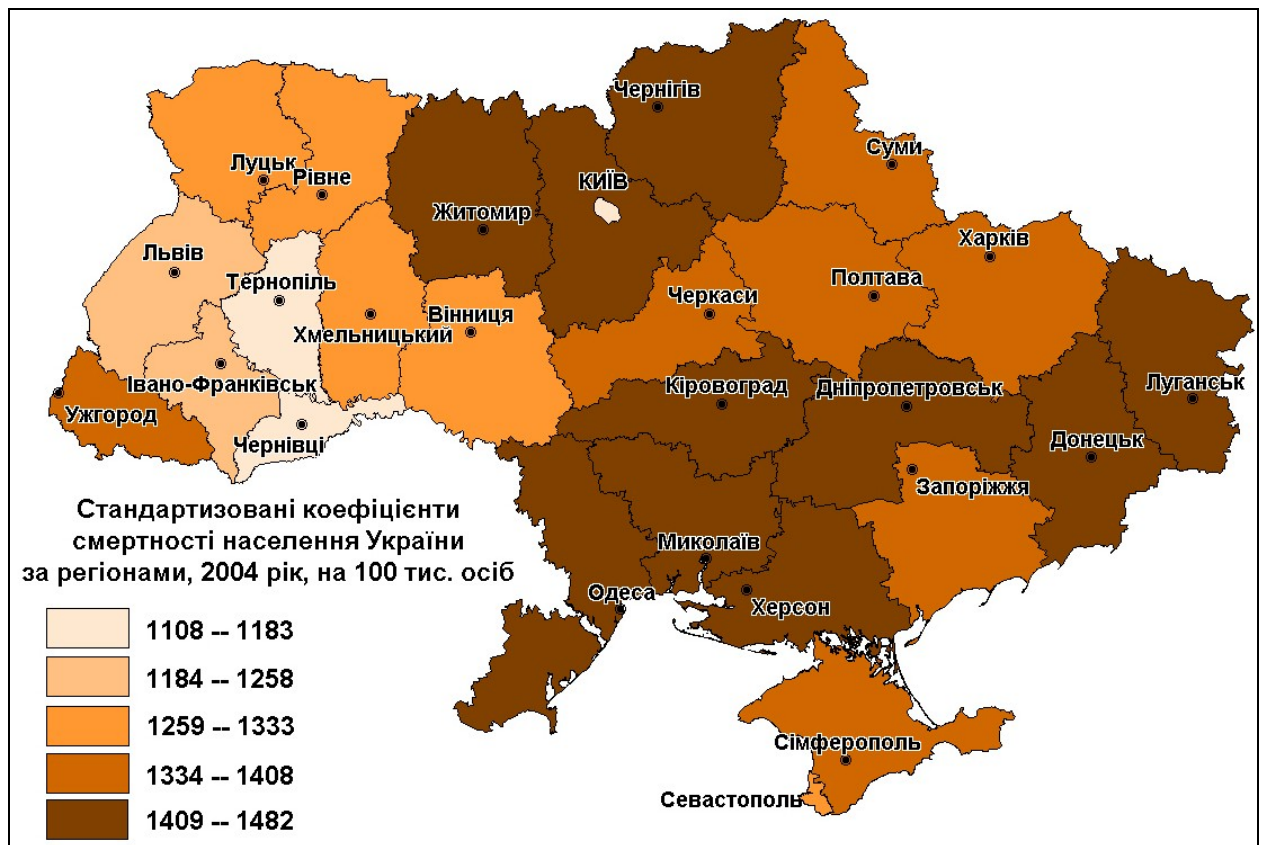 Чернігів
Суми
Луцьк
Рівне
КИЇВ
Житомир
Харків
Львів
Тернопіль
Полтава
Черкаси
Вінниця
Хмельницький
Івано-Франківськ
Кіровоград
Дніпропетровськ
Луганськ
Ужгород
Чернівці
Донецьк
Запоріжжя
Стандартизовані коефіцієнти
смертності населення України
за регіонами, 2004 рік, на 100 тис. осіб
Миколаїв
Одеса
Херсон
1108 -- 1183
1184 -- 1258
1259 -- 1333
1334 -- 1408
1409 -- 1482
Сімферополь
Севастополь